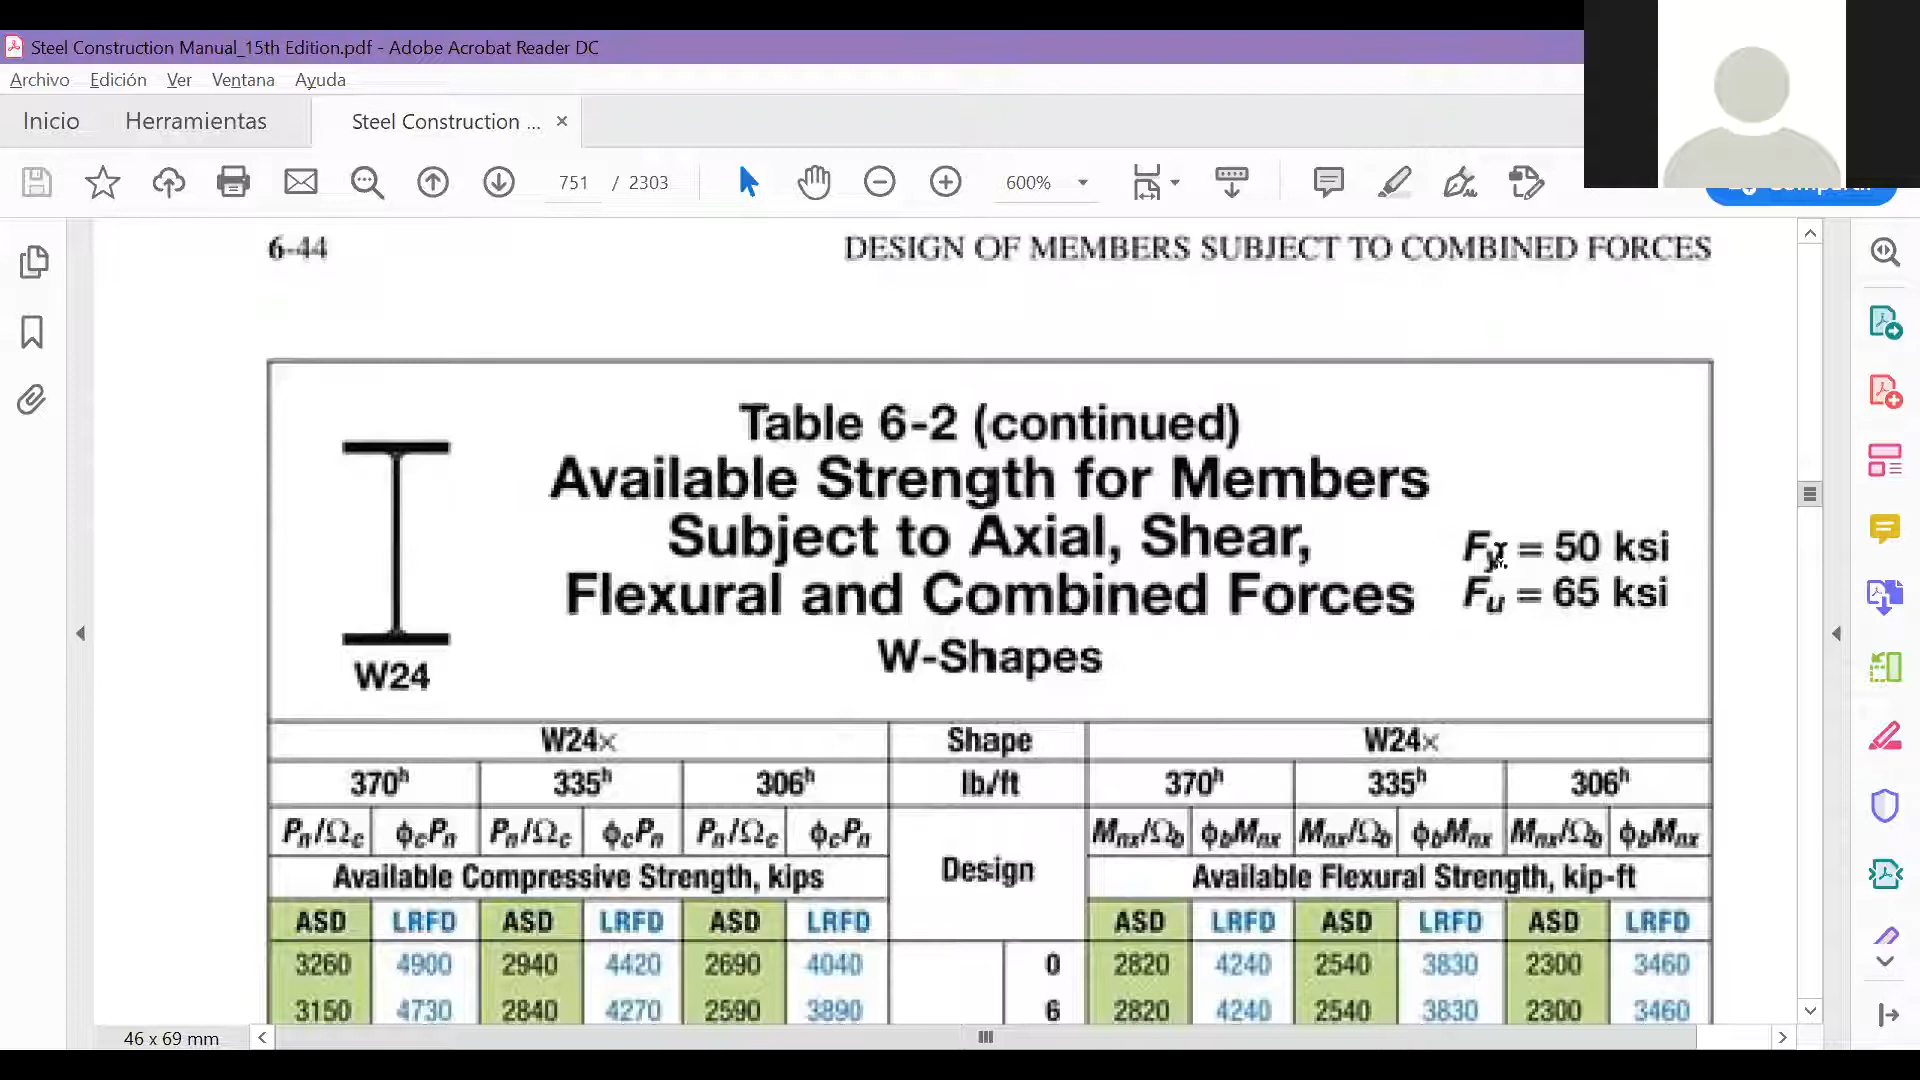 Steel Construction Manual_15th Edition.pdf - Adobe Acrobat Reader DC
Archivo Edición Ver Ventana Ayuda
Inicio Herramientas Steel Construction ... ×
751 / 2303 600%
6-44 DESIGN OF MEMBERS SUBJECT TO COMBINED FORCES
Table 6-2 (continued)
Available Strength for Members
Subject to Axial, Shear,
Flexural and Combined Forces
W-Shapes
Fy = 50 ksi
Fu = 65 ksi
W24
W24× Shape W24×
370h 335h 306h lb/ft 370h 335h 306h
Pn/Ωc ϕcPn Pn/Ωc ϕcPn Pn/Ωc ϕcPn Design Mnx/Ωb ϕbMnx Mnx/Ωb ϕbMnx Mnx/Ωb ϕbMnx
Available Compressive Strength, kips Available Flexural Strength, kip-ft
ASD LRFD ASD LRFD ASD LRFD ASD LRFD ASD LRFD ASD LRFD
3260 4900 2940 4420 2690 4040 0 2820 4240 2540 3830 2300 3460
3150 4730 2840 4270 2590 3890 6 2820 4240 2540 3830 2300 3460
46 x 69 mm